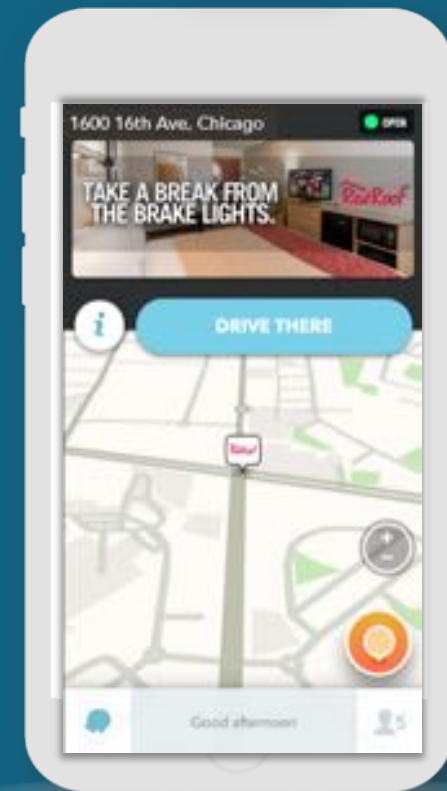 1600 16th Ave, Chicago
OPEN
TAKE A BREAK FROM
THE BRAKE LIGHTS.
Red Roof
i
DRIVE THERE
Good afternoon
5